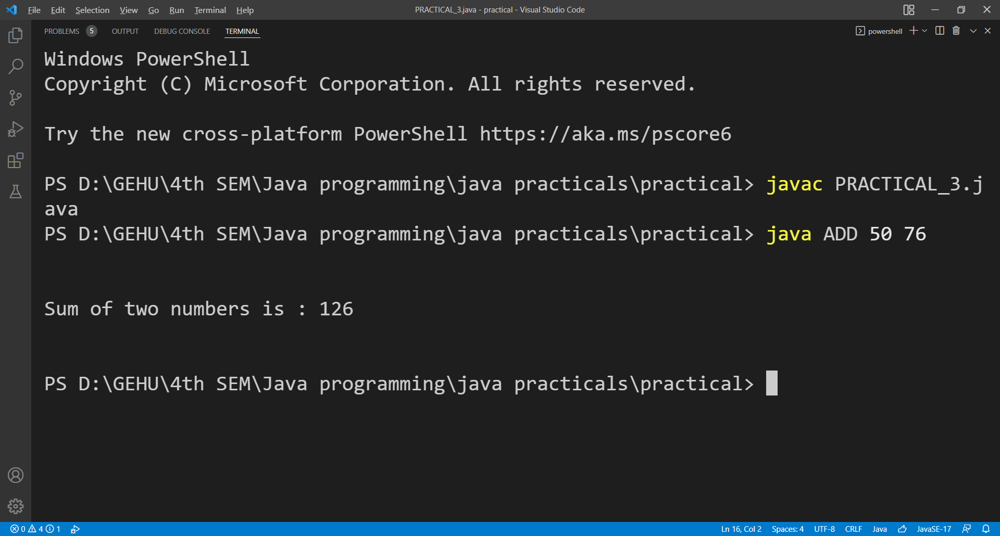 File Edit Selection View Go Run Terminal Help PRACTICAL_3.java - practical - Visual Studio Code
PROBLEMS 5 OUTPUT DEBUG CONSOLE TERMINAL powershell
Windows PowerShell
Copyright (C) Microsoft Corporation. All rights reserved.
Try the new cross-platform PowerShell https://aka.ms/pscore6
PS D:\GEHU\4th SEM\Java programming\java practicals\practical> javac PRACTICAL_3.j
ava
PS D:\GEHU\4th SEM\Java programming\java practicals\practical> java ADD 50 76
Sum of two numbers is : 126
PS D:\GEHU\4th SEM\Java programming\java practicals\practical>
0 4 1 Ln 16, Col 2 Spaces: 4 UTF-8 CRLF Java JavaSE-17